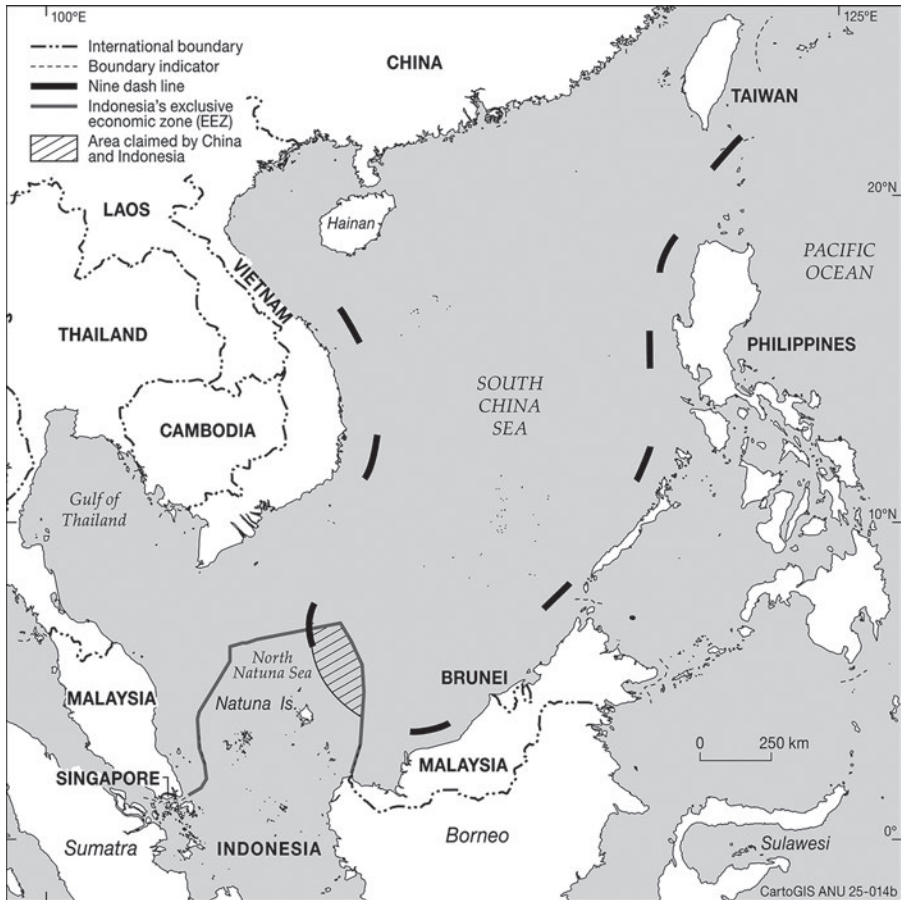 100°E
125°E
International boundary
Boundary indicator
Nine dash line
Indonesia's exclusive
economic zone (EEZ)
Area claimed by China
and Indonesia
CHINA
TAIWAN
20°N
LAOS
Hainan
PACIFIC
OCEAN
VIETNAM
THAILAND
PHILIPPINES
SOUTH
CHINA
SEA
CAMBODIA
Gulf of
Thailand
10°N
North
Natuna Sea
BRUNEI
MALAYSIA
Natuna Is.
0
250 km
MALAYSIA
SINGAPORE
Sumatra
INDONESIA
Borneo
0°
Sulawesi
CartoGIS ANU 25-014b